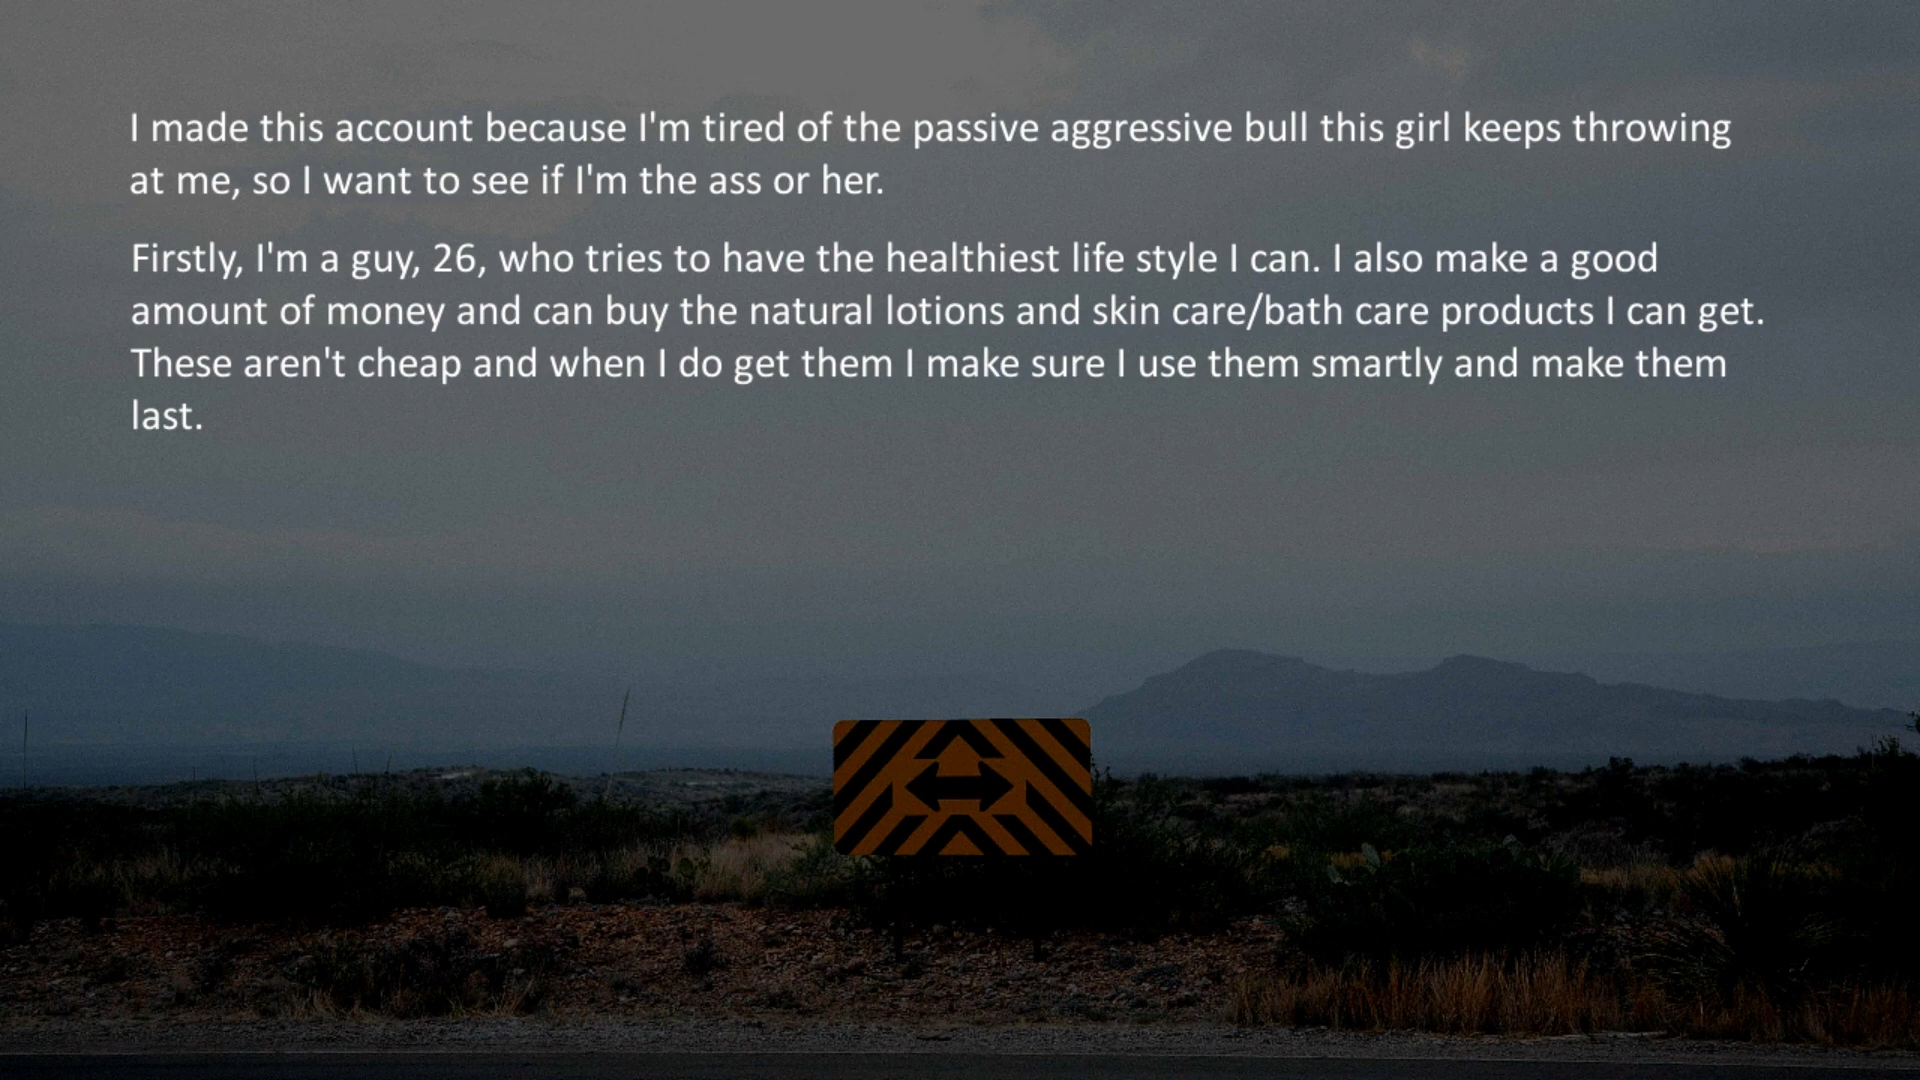 I made this account because I'm tired of the passive aggressive bull this girl keeps throwing
at me, so I want to see if I'm the ass or her.
Firstly, I'm a guy, 26, who tries to have the healthiest life style I can. I also make a good
amount of money and can buy the natural lotions and skin care/bath care products I can get.
These aren't cheap and when I do get them I make sure I use them smartly and make them
last.